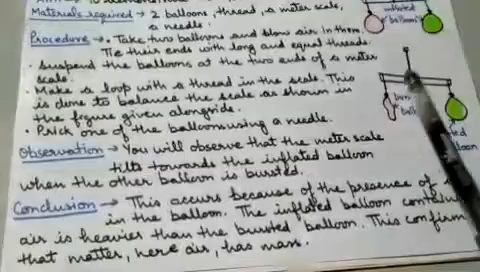 Materials required → 2 balloons, thread, a meter scale,
a needle.
Procedure → • Take two balloons and blow air in them.
Tie their ends with long and equal threads.
• Suspend the balloons at the two ends of a meter
scale.
• Make a loop with a thread in the scale. This
is done to balance the scale as shown in
the figure given alongside.
• Prick one of the balloons using a needle.
Observation → You will observe that the meter scale
tilts towards the inflated balloon
when the other balloon is bursted.
Conclusion → This occurs because of the presence of
in the balloon. The inflated balloon
air is heavier than the bursted balloon. This confirm
that matter, here air, has mass.
inflated
balloons